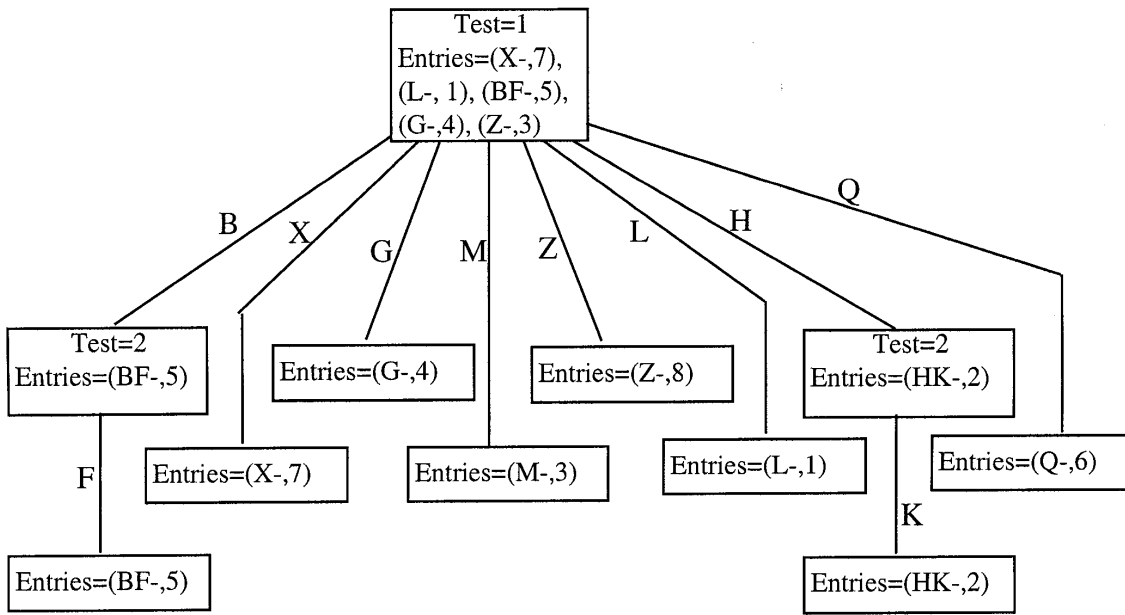 Test=1
Entries=(X-,7),
(L-, 1), (BF-,5),
(G-,4), (Z-,3)
B
X
G
M
Z
L
H
Q
Test=2
Entries=(BF-,5)
Entries=(G-,4)
Entries=(Z-,8)
Test=2
Entries=(HK-,2)
F
Entries=(X-,7)
Entries=(M-,3)
Entries=(L-,1)
Entries=(Q-,6)
K
Entries=(BF-,5)
Entries=(HK-,2)